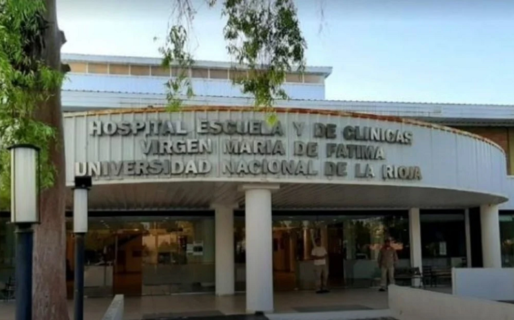 HOSPITAL ESCUELA Y DE CLINICAS
VIRGEN MARIA DE FATIMA
UNIVERSIDAD NACIONAL DE LA RIOJA